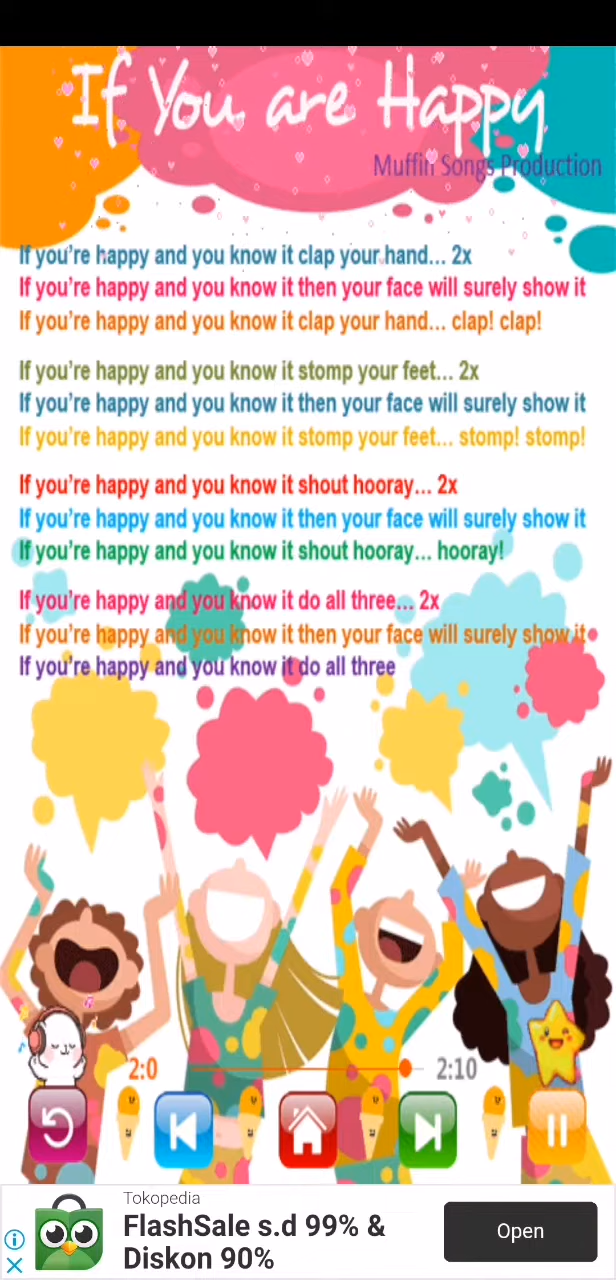 If You are Happy
Muffin Songs Production
If you're happy and you know it clap your hand... 2x
If you're happy and you know it then your face will surely show it
If you're happy and you know it clap your hand... clap! clap!
If you're happy and you know it stomp your feet... 2x
If you're happy and you know it then your face will surely show it
If you're happy and you know it stomp your feet... stomp! stomp!
If you're happy and you know it shout hooray... 2x
If you're happy and you know it then your face will surely show it
If you're happy and you know it shout hooray... hooray!
If you're happy and you know it do all three... 2x
If you're happy and you know it then your face will surely show it
If you're happy and you know it do all three
2:0 2:10
Tokopedia
FlashSale s.d 99% &
Diskon 90%
Open